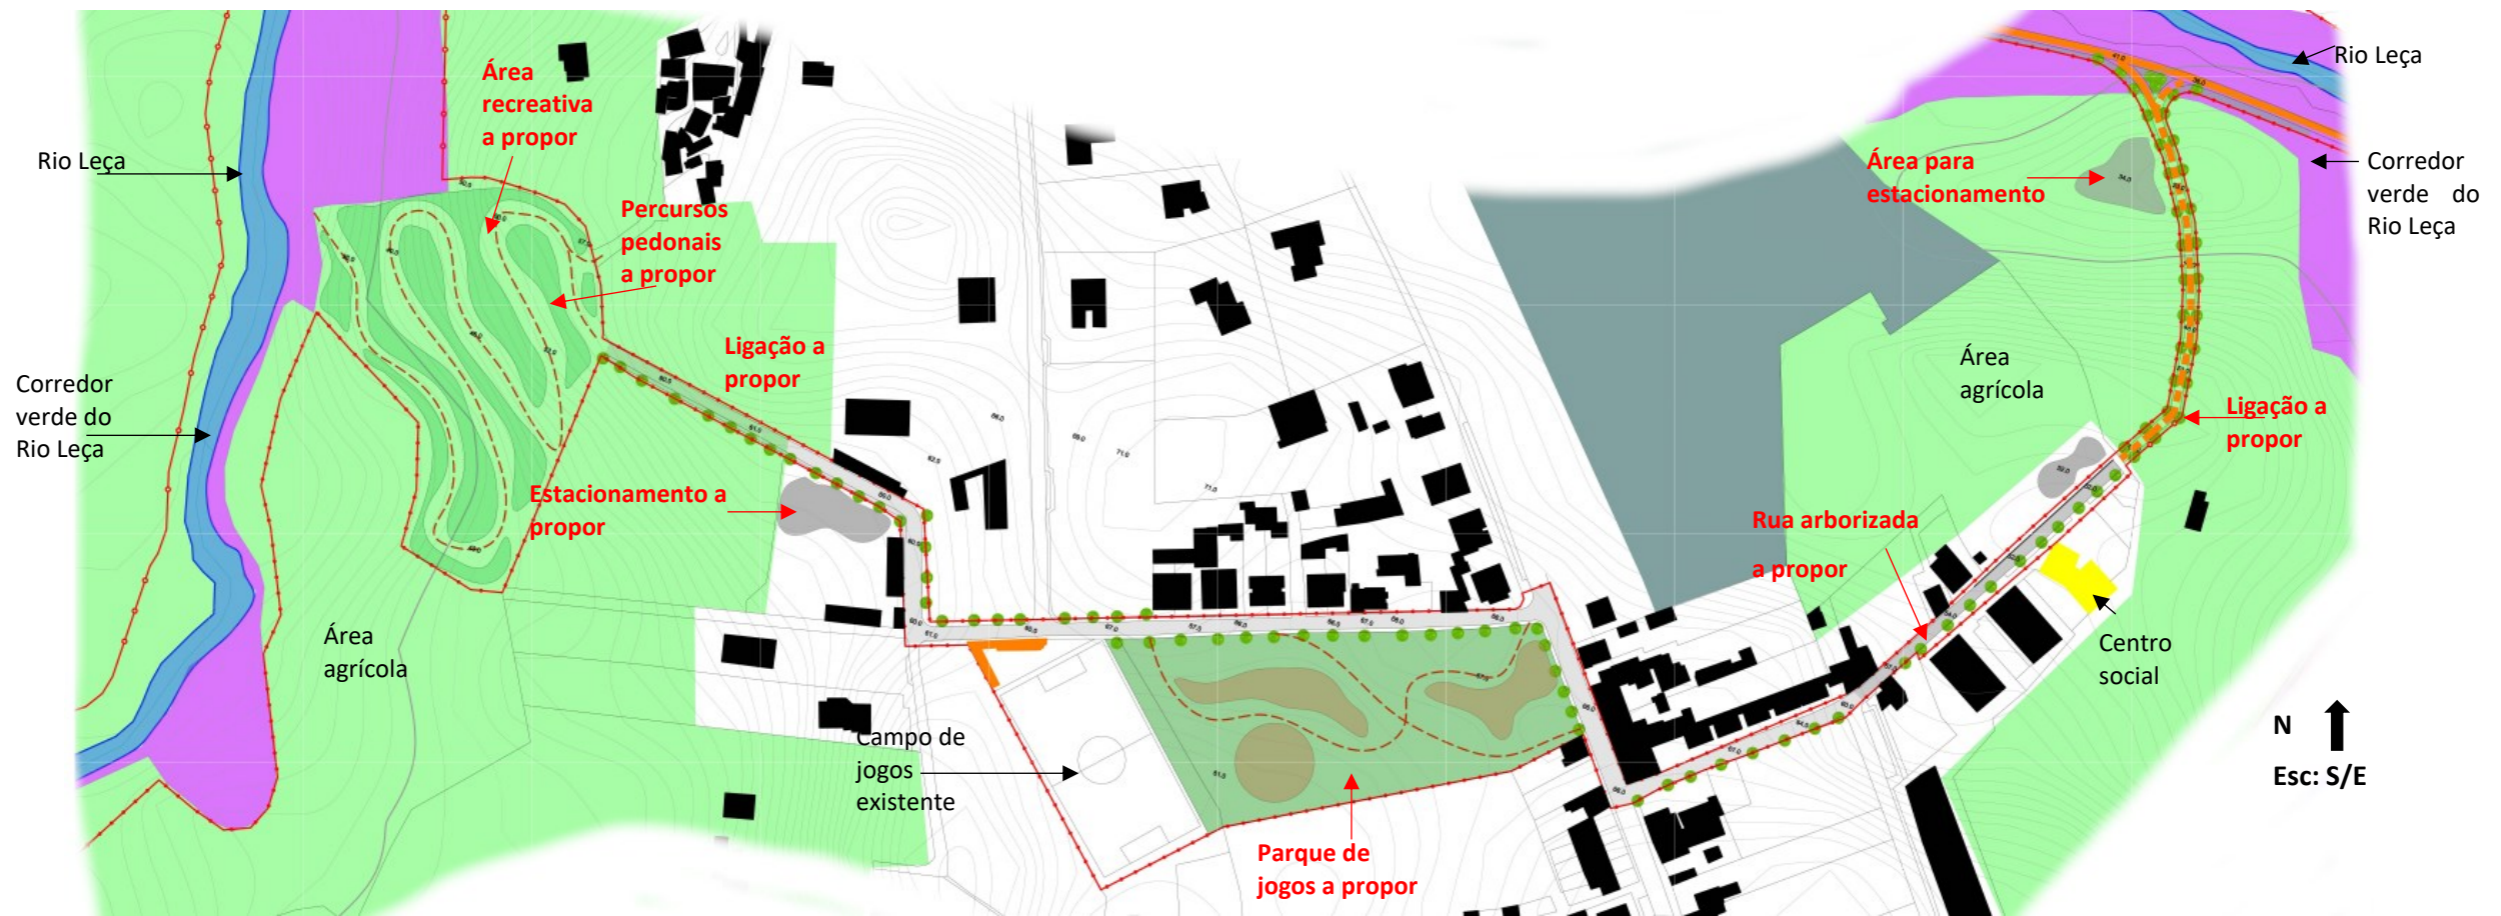 Área
recreativa
a propor
Rio Leça
Percursos
pedonais
a propor
Corredor
verde do
Rio Leça
Ligação a
propor
Estacionamento a
propor
Área
agrícola
Campo de
jogos
existente
Parque de
jogos a propor
Rio Leça
Área para
estacionamento
Corredor
verde do
Rio Leça
Área
agrícola
Ligação a
propor
Rua arborizada
a propor
Centro
social
N
Esc: S/E